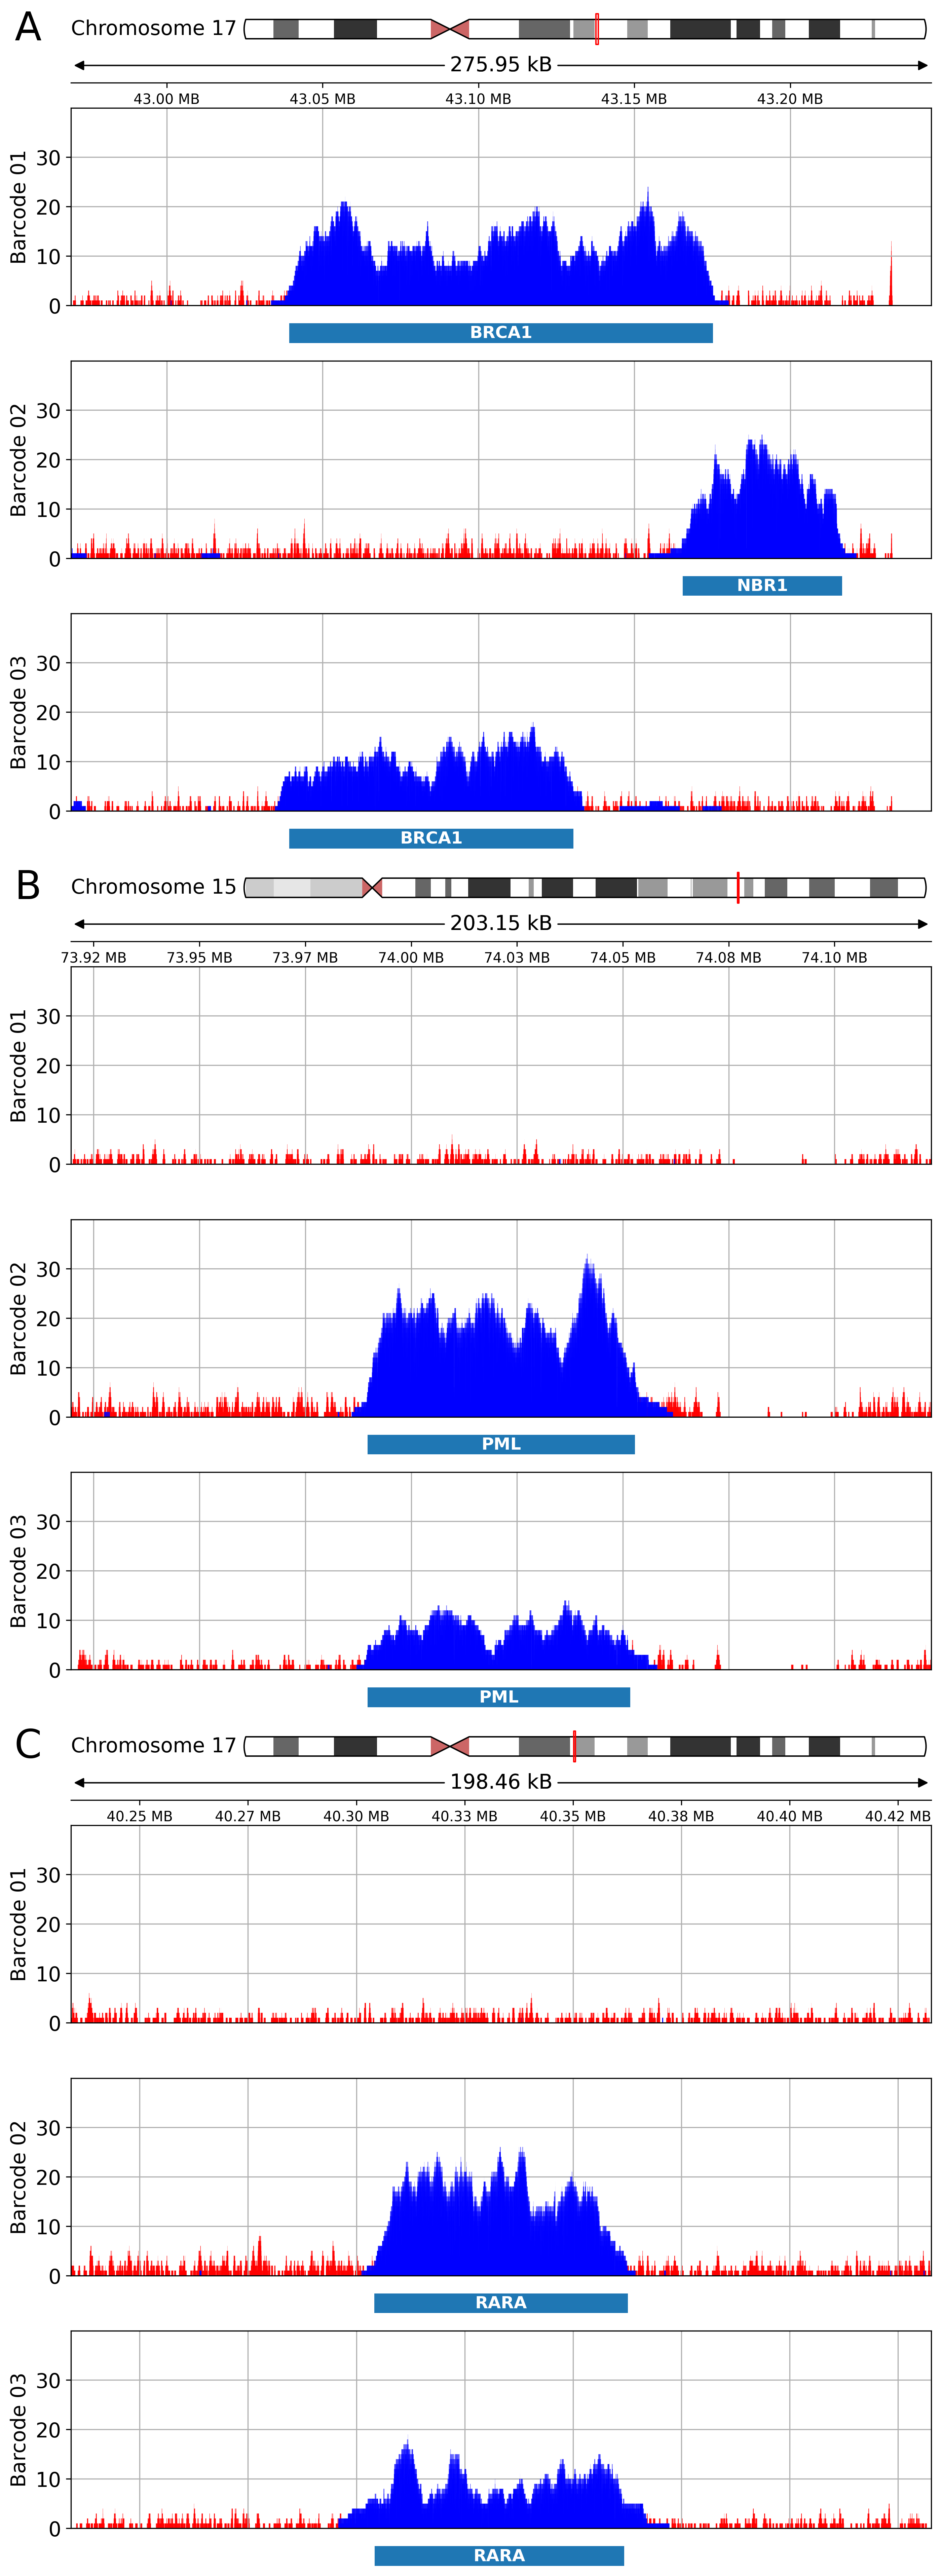 A
Chromosome 17
275.95 kB
43.00 MB 43.05 MB 43.10 MB 43.15 MB 43.20 MB
Barcode 01
30
20
10
0
BRCA1
Barcode 02
30
20
10
0
NBR1
Barcode 03
30
20
10
0
BRCA1
B
Chromosome 15
203.15 kB
73.92 MB 73.95 MB 73.97 MB 74.00 MB 74.03 MB 74.05 MB 74.08 MB 74.10 MB
Barcode 01
30
20
10
0
Barcode 02
30
20
10
0
PML
Barcode 03
30
20
10
0
PML
C
Chromosome 17
198.46 kB
40.25 MB 40.27 MB 40.30 MB 40.33 MB 40.35 MB 40.38 MB 40.40 MB 40.42 MB
Barcode 01
30
20
10
0
Barcode 02
30
20
10
0
RARA
Barcode 03
30
20
10
0
RARA